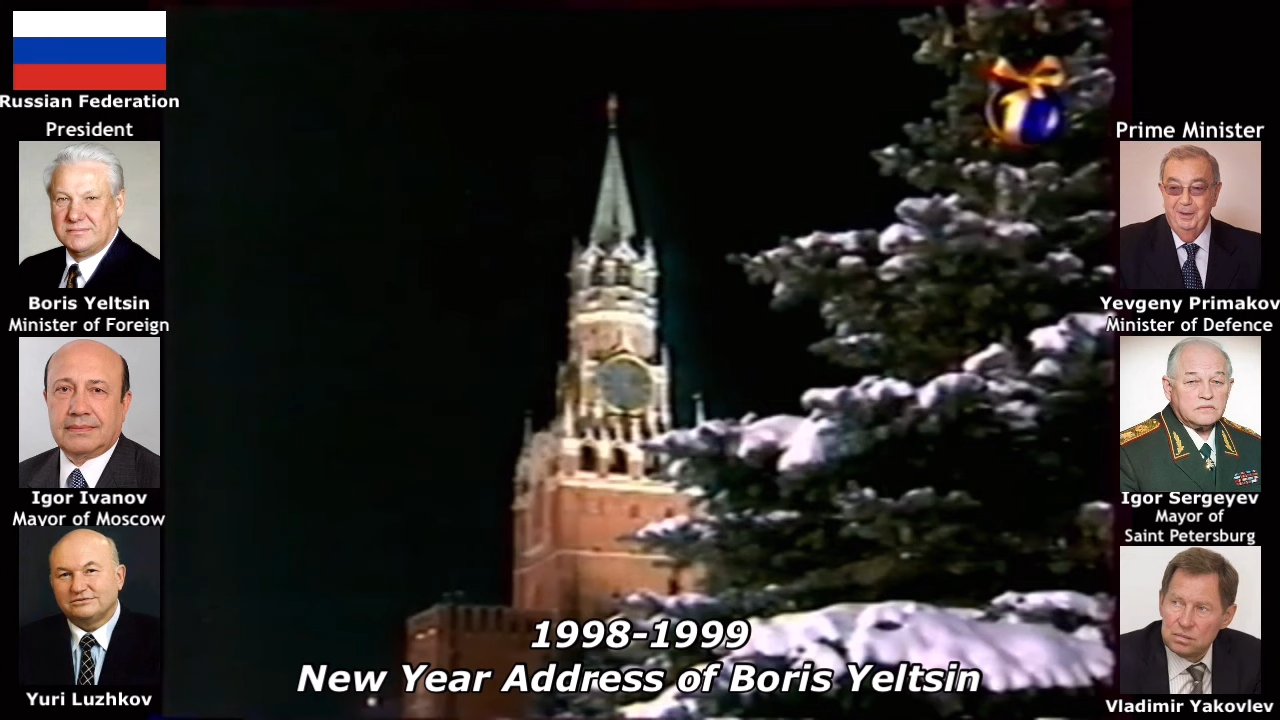 Russian Federation
President
Boris Yeltsin
Minister of Foreign
Igor Ivanov
Mayor of Moscow
Yuri Luzhkov
1998-1999
New Year Address of Boris Yeltsin
Prime Minister
Yevgeny Primakov
Minister of Defence
Igor Sergeyev
Mayor of
Saint Petersburg
Vladimir Yakovlev